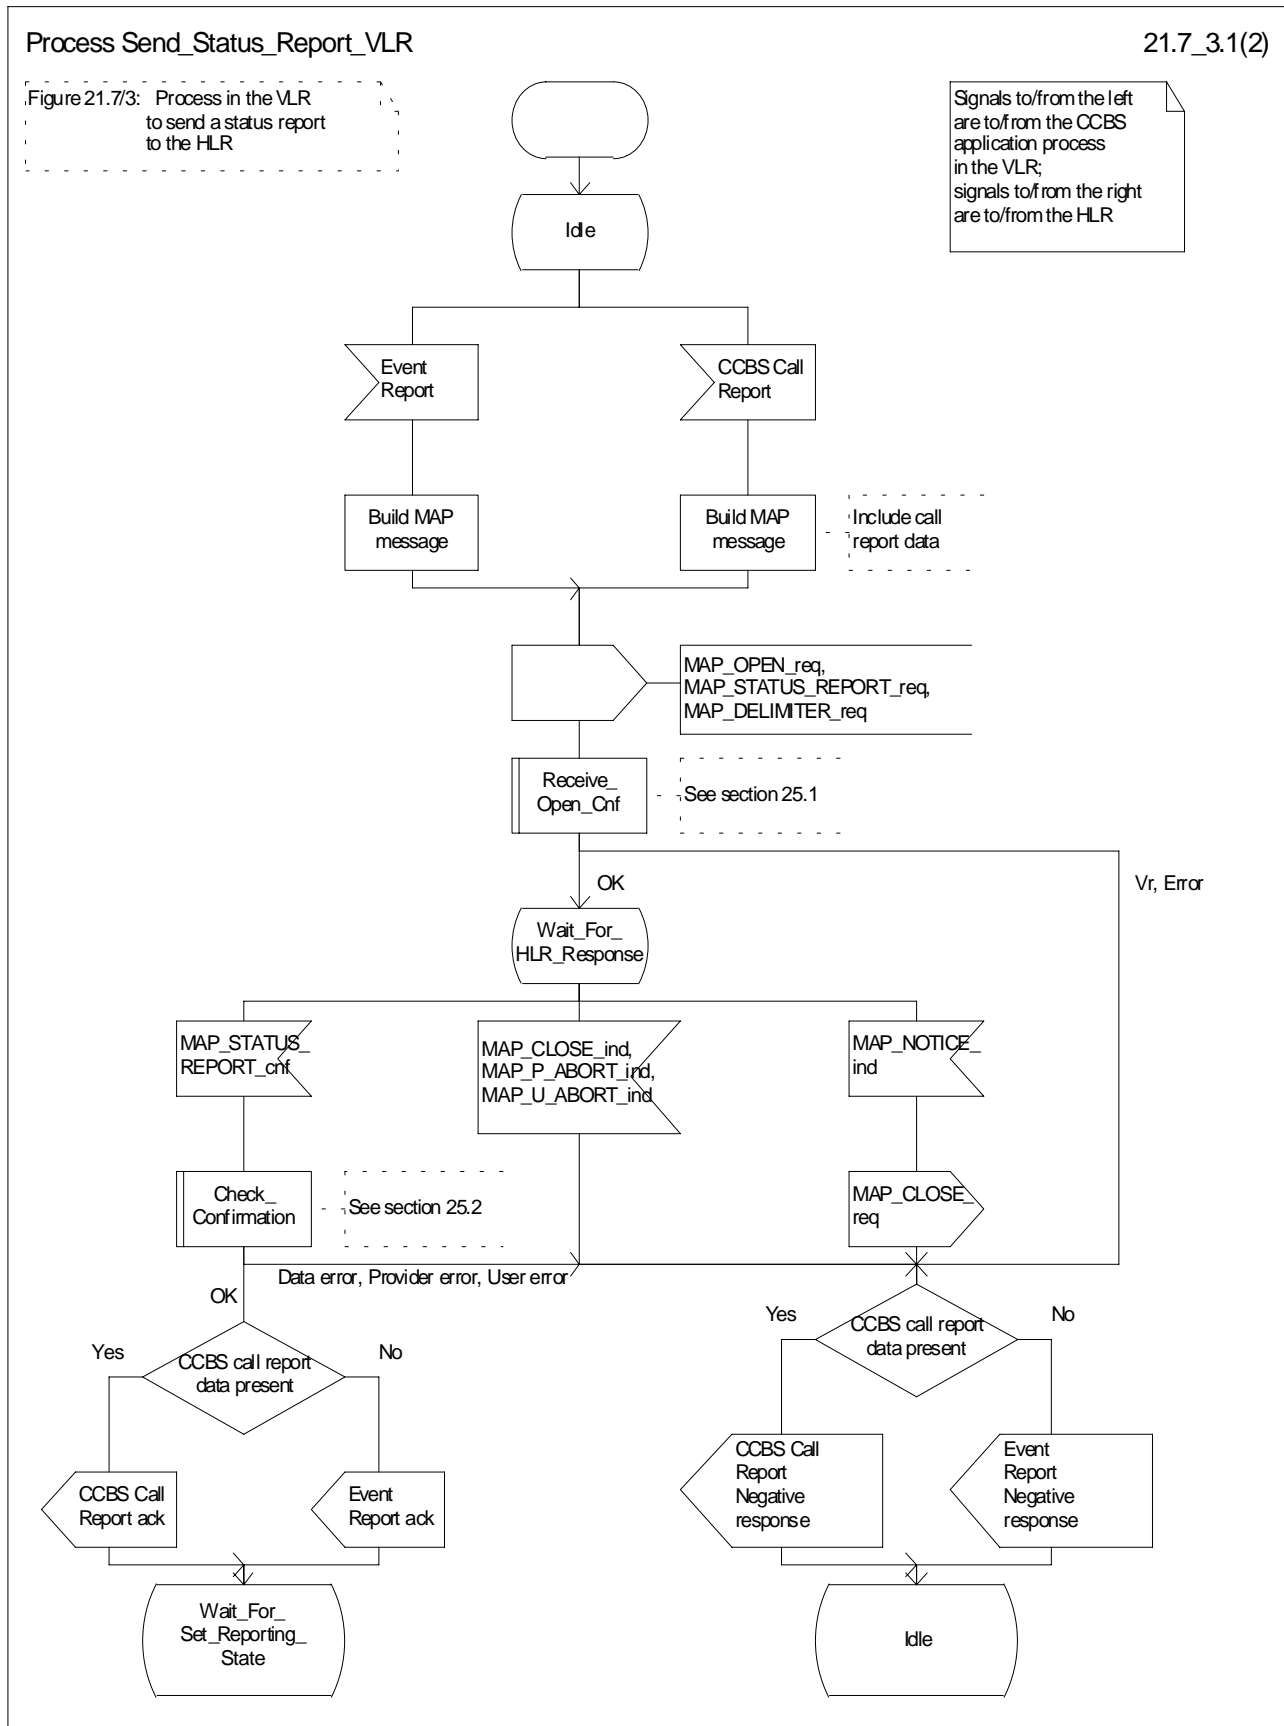 Process Send_Status_Report_VLR
21.7_3.1(2)
Figure 21.7/3: Process in the VLR
to send a status report
to the HLR
Signals to/from the left
are to/from the CCBS
application process
in the VLR;
signals to/from the right
are to/from the HLR
Idle
Event
Report
CCBS Call
Report
Build MAP
message
Build MAP
message
Include call
report data
MAP_OPEN_req,
MAP_STATUS_REPORT_req,
MAP_DELIMITER_req
Receive_
Open_Cnf
See section 25.1
OK
Vr, Error
Wait_For_
HLR_Response
MAP_STATUS_
REPORT_cnf
MAP_CLOSE_ind,
MAP_P_ABORT_ind,
MAP_U_ABORT_ind
MAP_NOTICE_
ind
Check_
Confirmation
See section 25.2
MAP_CLOSE_
req
Data error, Provider error, User error
OK
Yes
CCBS call report
data present
No
Yes
CCBS call report
data present
No
CCBS Call
Report ack
Event
Report ack
CCBS Call
Report
Negative
response
Event
Report
Negative
response
Wait_For_
Set_Reporting_
State
Idle